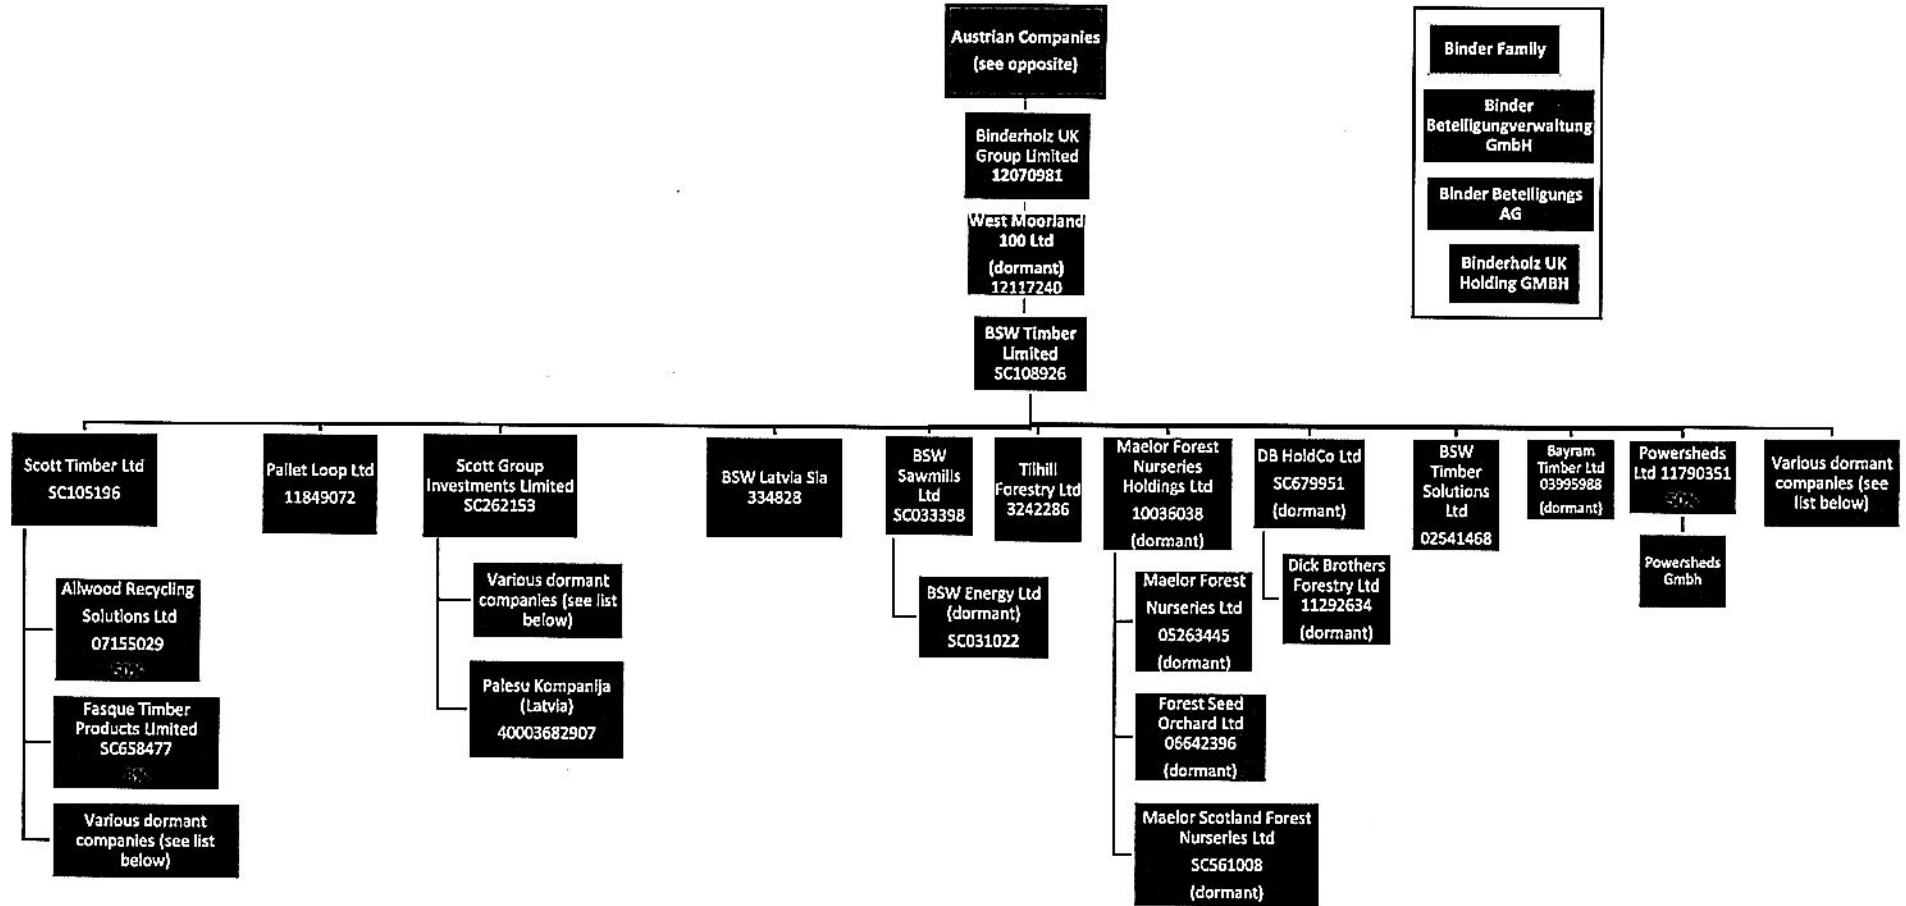 Austrian Companies
(see opposite)
Binder Family
Binder
Beteiligungverwaltung
GmbH
Binder Beteiligungs
AG
Binderholz UK
Holding GMBH
Binderholz UK
Group Limited
12070981
West Moorland
100 Ltd
(dormant)
12117240
BSW Timber
Limited
SC108926
Scott Timber Ltd
SC105196
Pallet Loop Ltd
11849072
Scott Group
Investments Limited
SC262153
BSW Latvia Sia
334828
BSW
Sawmills
Ltd
SC033398
Tilhill
Forestry Ltd
3242286
Maelor Forest
Nurseries
Holdings Ltd
10036038
(dormant)
DB HoldCo Ltd
SC679951
(dormant)
BSW
Timber
Solutions
Ltd
02541468
Bayram
Timber Ltd
03995988
(dormant)
Powersheds
Ltd 11790351
50%
Various dormant
companies (see
list below)
Allwood Recycling
Solutions Ltd
07155029
50%
Fasque Timber
Products Limited
SC658477
Various dormant
companies (see list
below)
Various dormant
companies (see list
below)
Palesu Kompanija
(Latvia)
40003682907
BSW Energy Ltd
(dormant)
SC031022
Maelor Forest
Nurseries Ltd
05263445
(dormant)
Forest Seed
Orchard Ltd
06642396
(dormant)
Maelor Scotland Forest
Nurseries Ltd
SC561008
(dormant)
Dick Brothers
Forestry Ltd
11292634
(dormant)
Powersheds
Gmbh